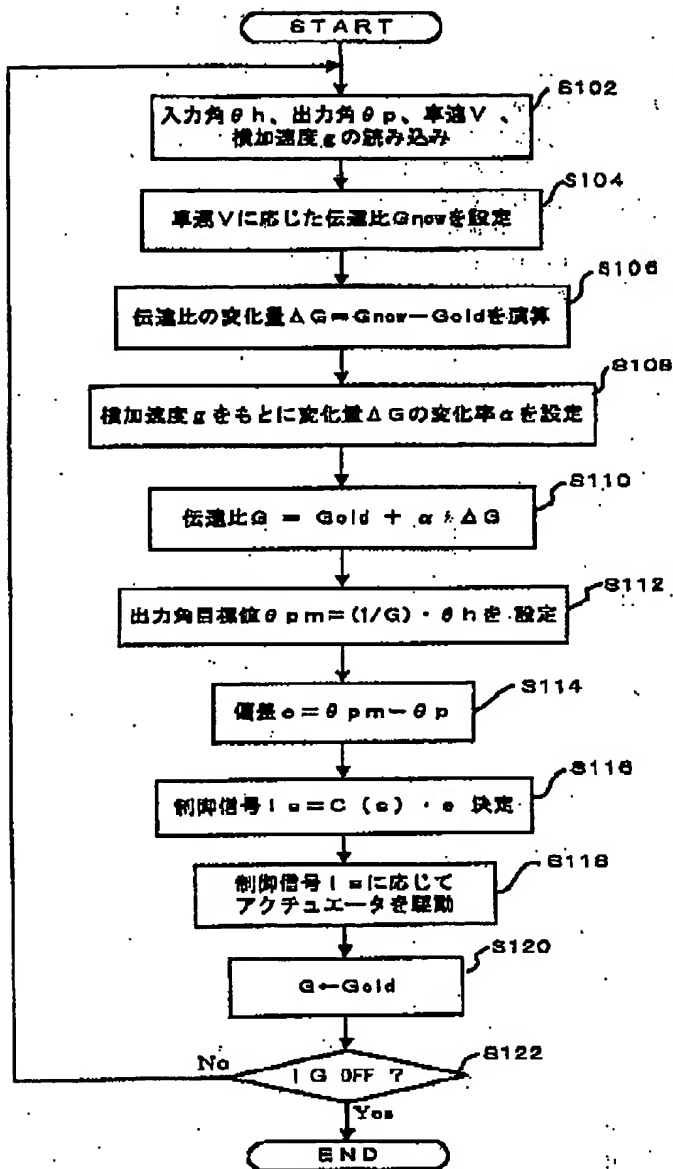 START
S102
入力角θh、出力角θp、車速V、
横加速度gの読み込み
S104
車速Vに応じた伝達比Gnowを設定
S106
伝達比の変化量ΔG=Gnow-Goldを演算
S108
横加速度gをもとに変化量ΔGの変化率αを設定
S110
伝達比G = Gold + α*ΔG
S112
出力角目標値θpm=(1/G)・θhを 設定
S114
偏差e=θpm-θp
S116
制御信号Is=C(s)・e 決定
S118
制御信号Isに応じて
アクチュエータを駆動
S120
G←Gold
S122
No
IG OFF ?
Yes
END